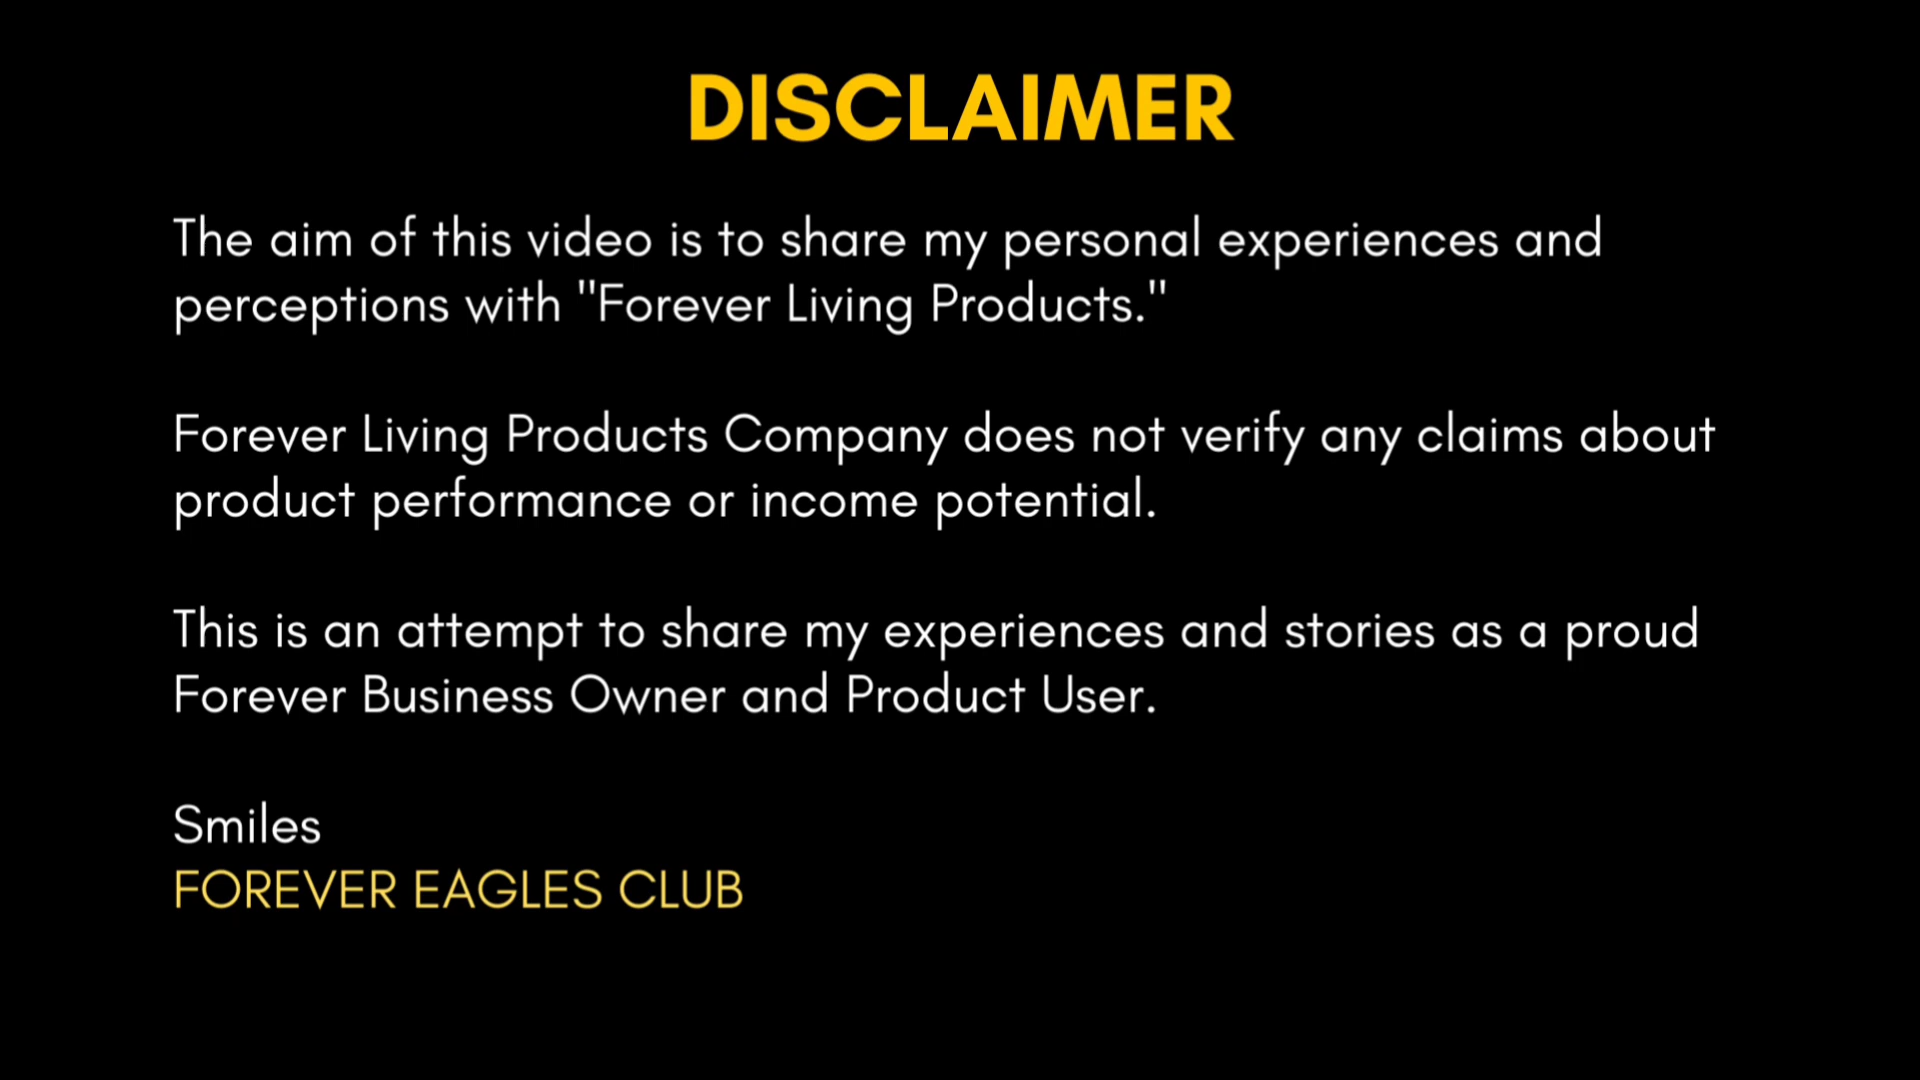 DISCLAIMER
The aim of this video is to share my personal experiences and
perceptions with "Forever Living Products."
Forever Living Products Company does not verify any claims about
product performance or income potential.
This is an attempt to share my experiences and stories as a proud
Forever Business Owner and Product User.
Smiles
FOREVER EAGLES CLUB